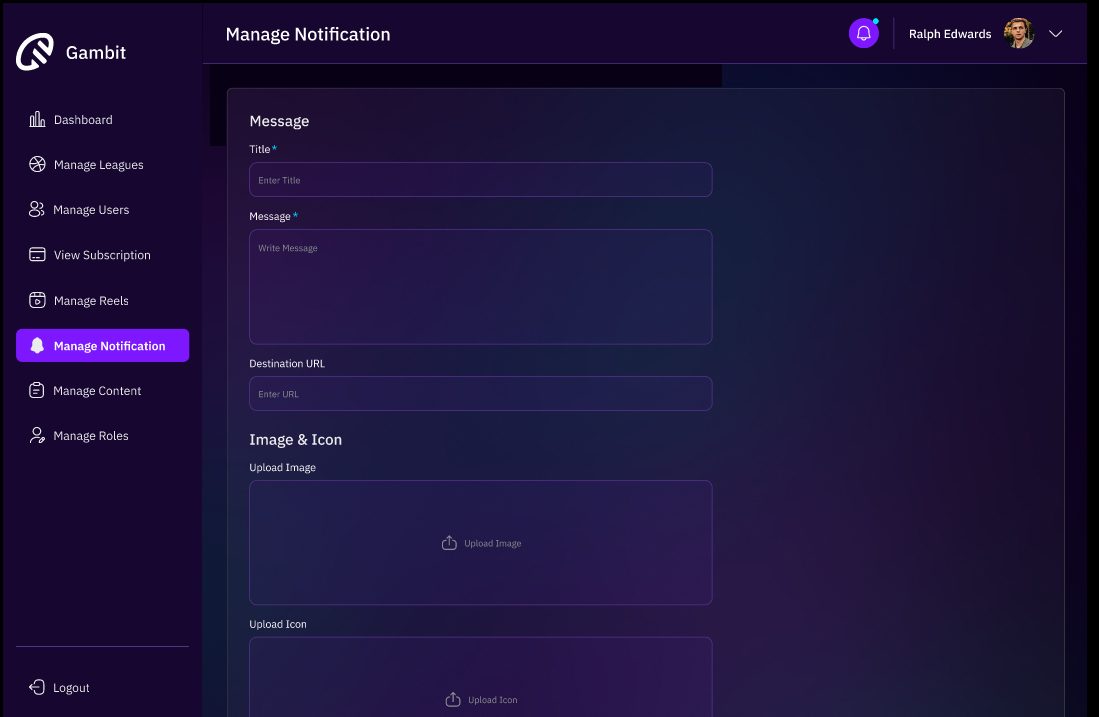 Gambit
Manage Notification
Ralph Edwards
Dashboard
Manage Leagues
Manage Users
View Subscription
Manage Reels
Manage Notification
Manage Content
Manage Roles
Logout
Message
Title*
Enter Title
Message*
Write Message
Destination URL
Enter URL
Image & Icon
Upload Image
Upload Image
Upload Icon
Upload Icon